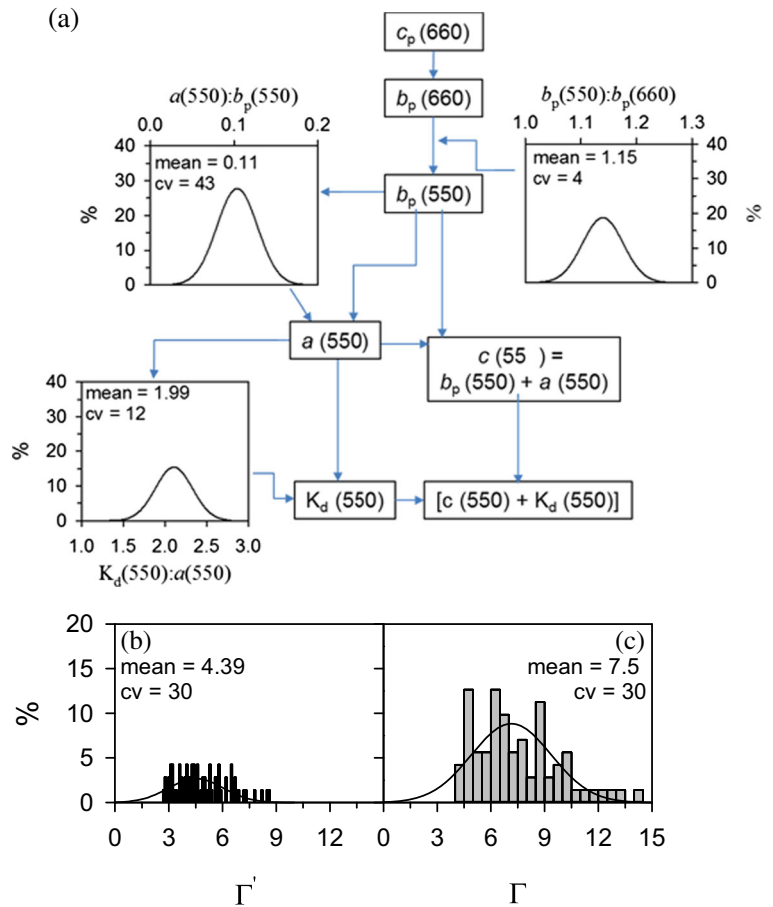 (a)
c_p (660)
b_p (660)
b_p (550)
a(550):b_p(550)
0.0 0.1 0.2
mean = 0.11
cv = 43
%
40
30
20
10
0
b_p(550):b_p(660)
1.0 1.1 1.2 1.3
mean = 1.15
cv = 4
40
30
20
10
0
%
a (550)
c (55 ) =
b_p (550) + a (550)
mean = 1.99
cv = 12
%
40
30
20
10
0
1.0 1.5 2.0 2.5 3.0
K_d(550):a(550)
K_d (550)
[c (550) + K_d (550)]
(b)
mean = 4.39
cv = 30
%
20
15
10
5
0
0 3 6 9 12
Γ'
(c)
mean = 7.5
cv = 30
0 3 6 9 12 15
Γ